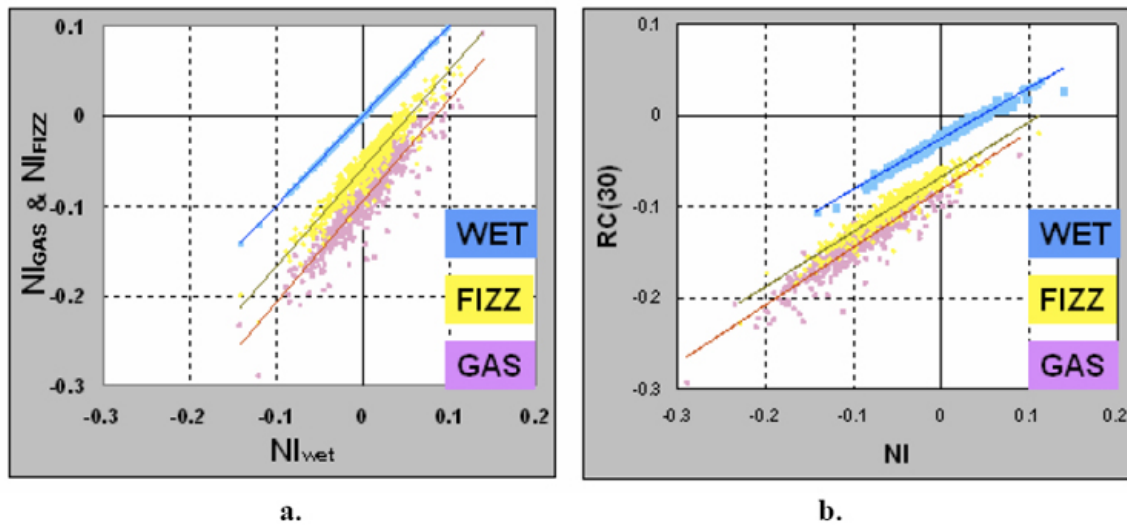 0.1
0
-0.1
-0.2
-0.3
NIGAS & NIFIZZ
-0.3 -0.2 -0.1 0 0.1 0.2
NIwet
WET
FIZZ
GAS
a.
0.1
0
-0.1
-0.2
-0.3
RC(30)
-0.3 -0.2 -0.1 0 0.1 0.2
NI
WET
FIZZ
GAS
b.